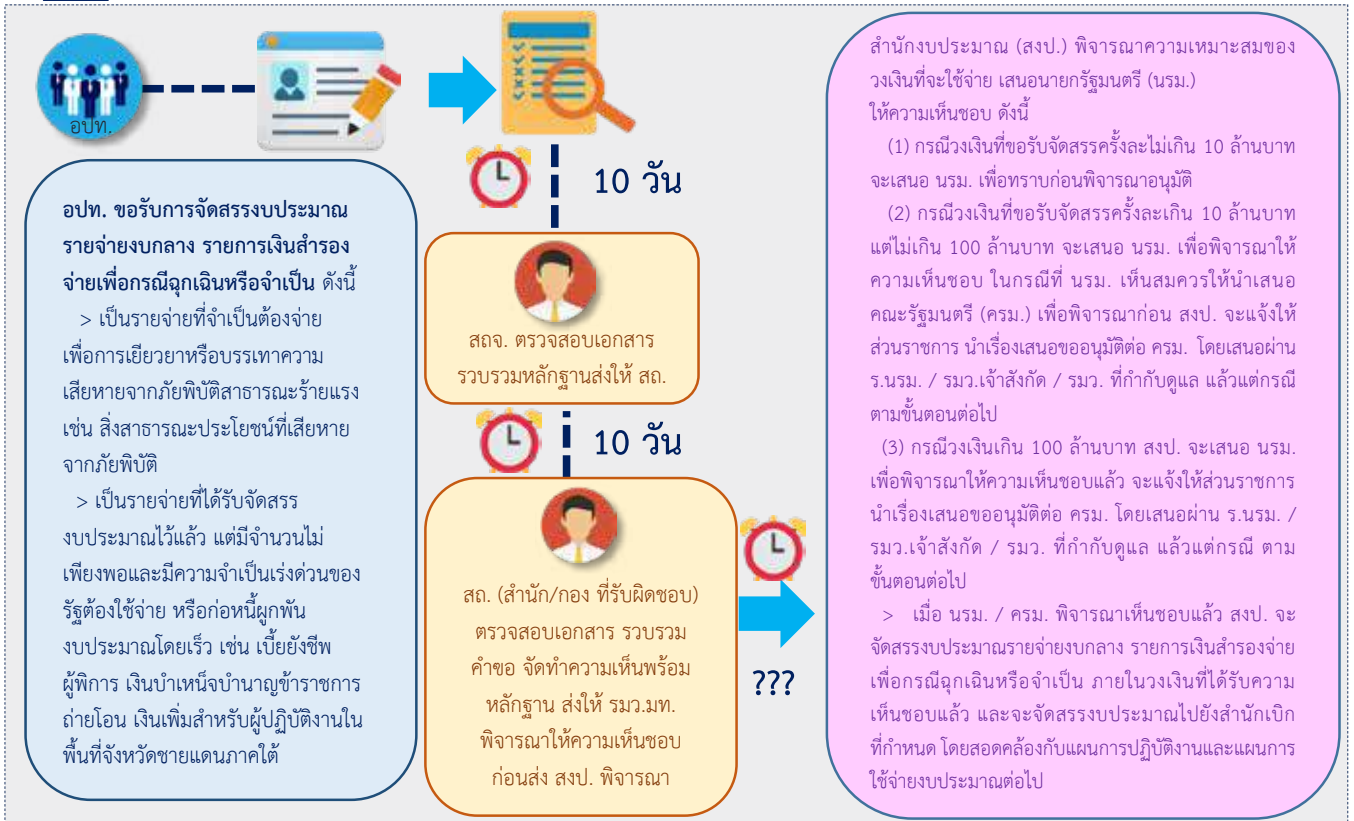 อปท.
อปท. ขอรับการจัดสรรงบประมาณ
รายจ่ายงบกลาง รายการเงินสำรอง
จ่ายเพื่อกรณีฉุกเฉินหรือจำเป็น ดังนี้
> เป็นรายจ่ายที่จำเป็นต้องจ่าย
เพื่อการเยียวยาหรือบรรเทาความ
เสียหายจากภัยพิบัติสาธารณะร้ายแรง
เช่น สิ่งสาธารณะประโยชน์ที่เสียหาย
จากภัยพิบัติ
> เป็นรายจ่ายที่ได้รับจัดสรร
งบประมาณไว้แล้ว แต่มีจำนวนไม่
เพียงพอและมีความจำเป็นเร่งด่วนของ
รัฐต้องใช้จ่าย หรือก่อหนี้ผูกพัน
งบประมาณโดยเร็ว เช่น เบี้ยยังชีพ
ผู้พิการ เงินบำเหน็จบำนาญข้าราชการ
ถ่ายโอน เงินเพิ่มสำหรับผู้ปฏิบัติงานใน
พื้นที่จังหวัดชายแดนภาคใต้
10 วัน
สถจ. ตรวจสอบเอกสาร
รวบรวมหลักฐานส่งให้ สถ.
10 วัน
สถ. (สำนัก/กอง ที่รับผิดชอบ)
ตรวจสอบเอกสาร รวบรวม
คำขอ จัดทำความเห็นพร้อม
หลักฐาน ส่งให้ รมว.มท.
พิจารณาให้ความเห็นชอบ
ก่อนส่ง สงป. พิจารณา
???
สำนักงบประมาณ (สงป.) พิจารณาความเหมาะสมของ
วงเงินที่จะใช้จ่าย เสนอนายกรัฐมนตรี (นรม.)
ให้ความเห็นชอบ ดังนี้
(1) กรณีวงเงินที่ขอรับจัดสรรครั้งละไม่เกิน 10 ล้านบาท
จะเสนอ นรม. เพื่อทราบก่อนพิจารณาอนุมัติ
(2) กรณีวงเงินที่ขอรับจัดสรรครั้งละเกิน 10 ล้านบาท
แต่ไม่เกิน 100 ล้านบาท จะเสนอ นรม. เพื่อพิจารณาให้
ความเห็นชอบ ในกรณีที่ นรม. เห็นสมควรให้นำเสนอ
คณะรัฐมนตรี (ครม.) เพื่อพิจารณาก่อน สงป. จะแจ้งให้
ส่วนราชการ นำเรื่องเสนอขออนุมัติต่อ ครม. โดยเสนอผ่าน
ร.นรม. / รมว.เจ้าสังกัด / รมว. ที่กำกับดูแล แล้วแต่กรณี
ตามขั้นตอนต่อไป
(3) กรณีวงเงินเกิน 100 ล้านบาท สงป. จะเสนอ นรม.
เพื่อพิจารณาให้ความเห็นชอบแล้ว จะแจ้งให้ส่วนราชการ
นำเรื่องเสนอขออนุมัติต่อ ครม. โดยเสนอผ่าน ร.นรม. /
รมว.เจ้าสังกัด / รมว. ที่กำกับดูแล แล้วแต่กรณี ตาม
ขั้นตอนต่อไป
> เมื่อ นรม. / ครม. พิจารณาเห็นชอบแล้ว สงป. จะ
จัดสรรงบประมาณรายจ่ายงบกลาง รายการเงินสำรองจ่าย
เพื่อกรณีฉุกเฉินหรือจำเป็น ภายในวงเงินที่ได้รับความ
เห็นชอบแล้ว และจะจัดสรรงบประมาณไปยังสำนักเบิก
ที่กำหนด โดยสอดคล้องกับแผนการปฏิบัติงานและแผนการ
ใช้จ่ายงบประมาณต่อไป